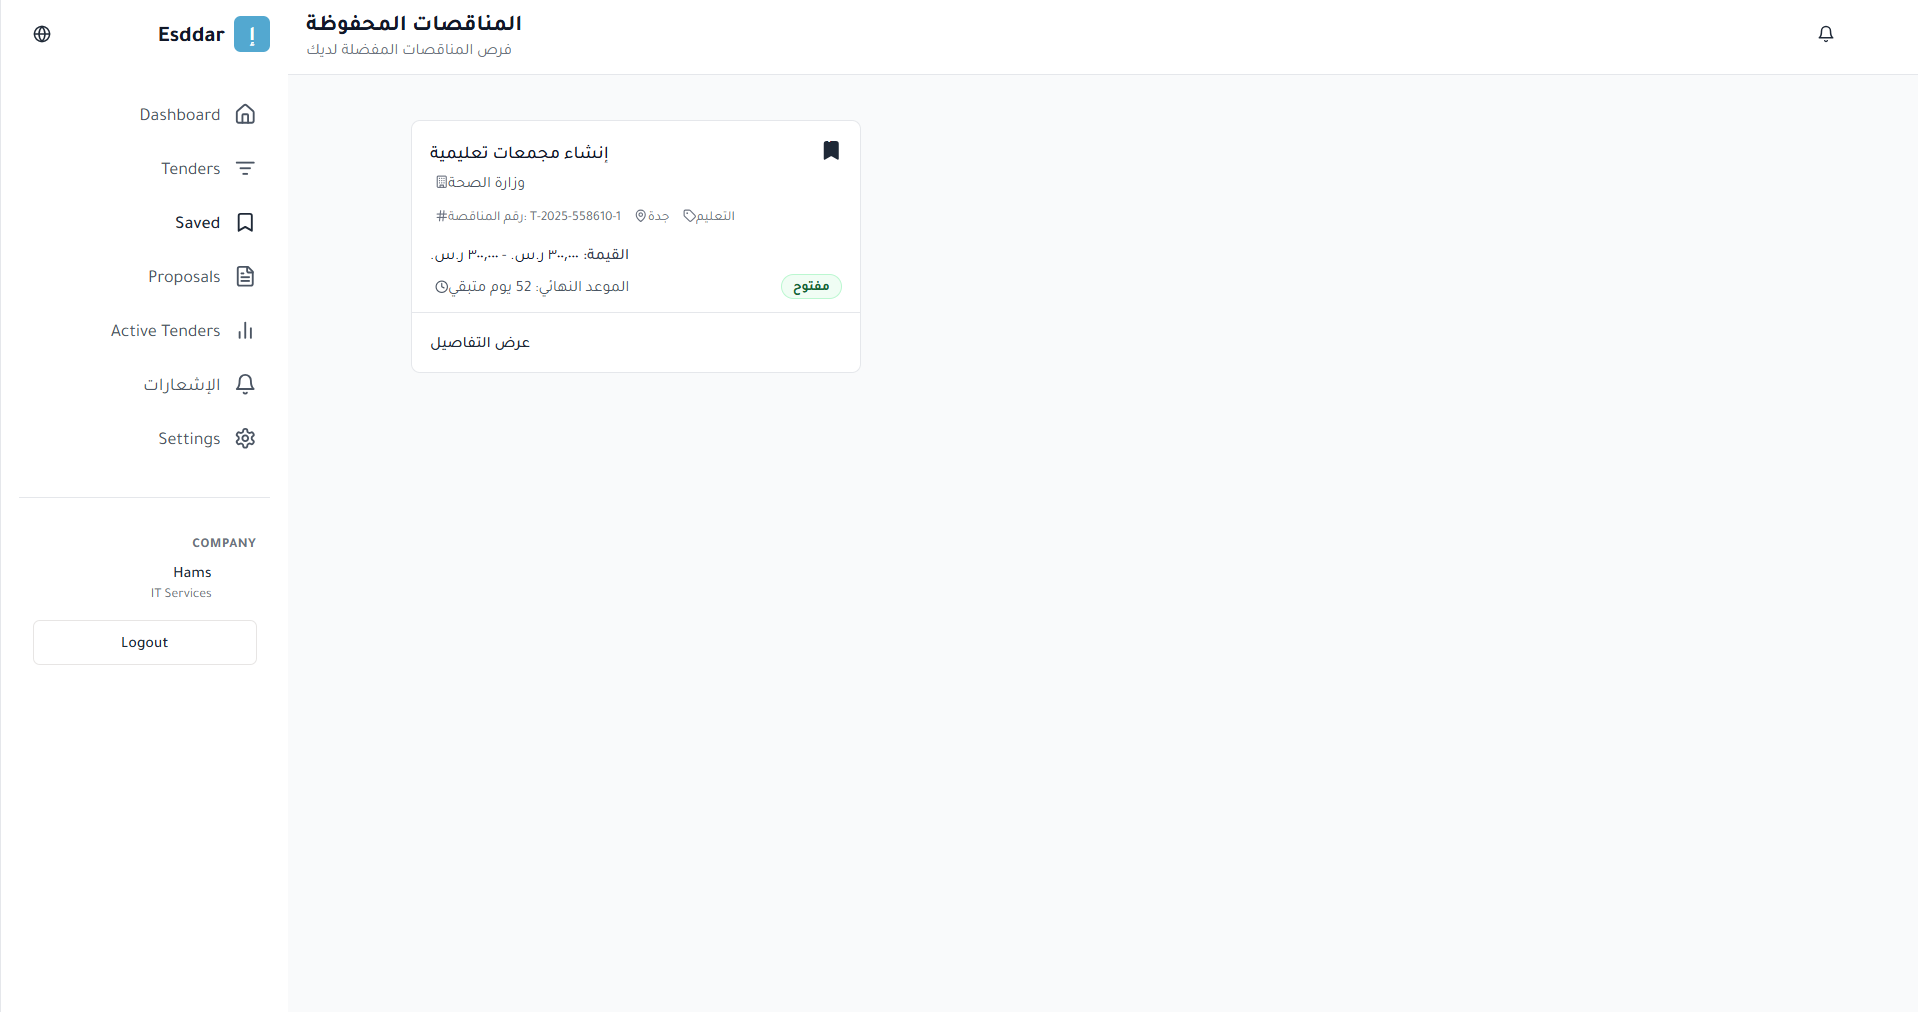 Esddar
إ
Dashboard
Tenders
Saved
Proposals
Active Tenders
الإشعارات
Settings
COMPANY
Hams
IT Services
Logout
المناقصات المحفوظة
فرص المناقصات المفضلة لديك
إنشاء مجمعات تعليمية
وزارة الصحة
رقم المناقصة: T-2025-558610-1 جدة التعليم
القيمة: ٣٠٠,٠٠٠ ر.س. - ٣٠٠,٠٠٠ ر.س.
الموعد النهائي: 52 يوم متبقي
مفتوح
عرض التفاصيل